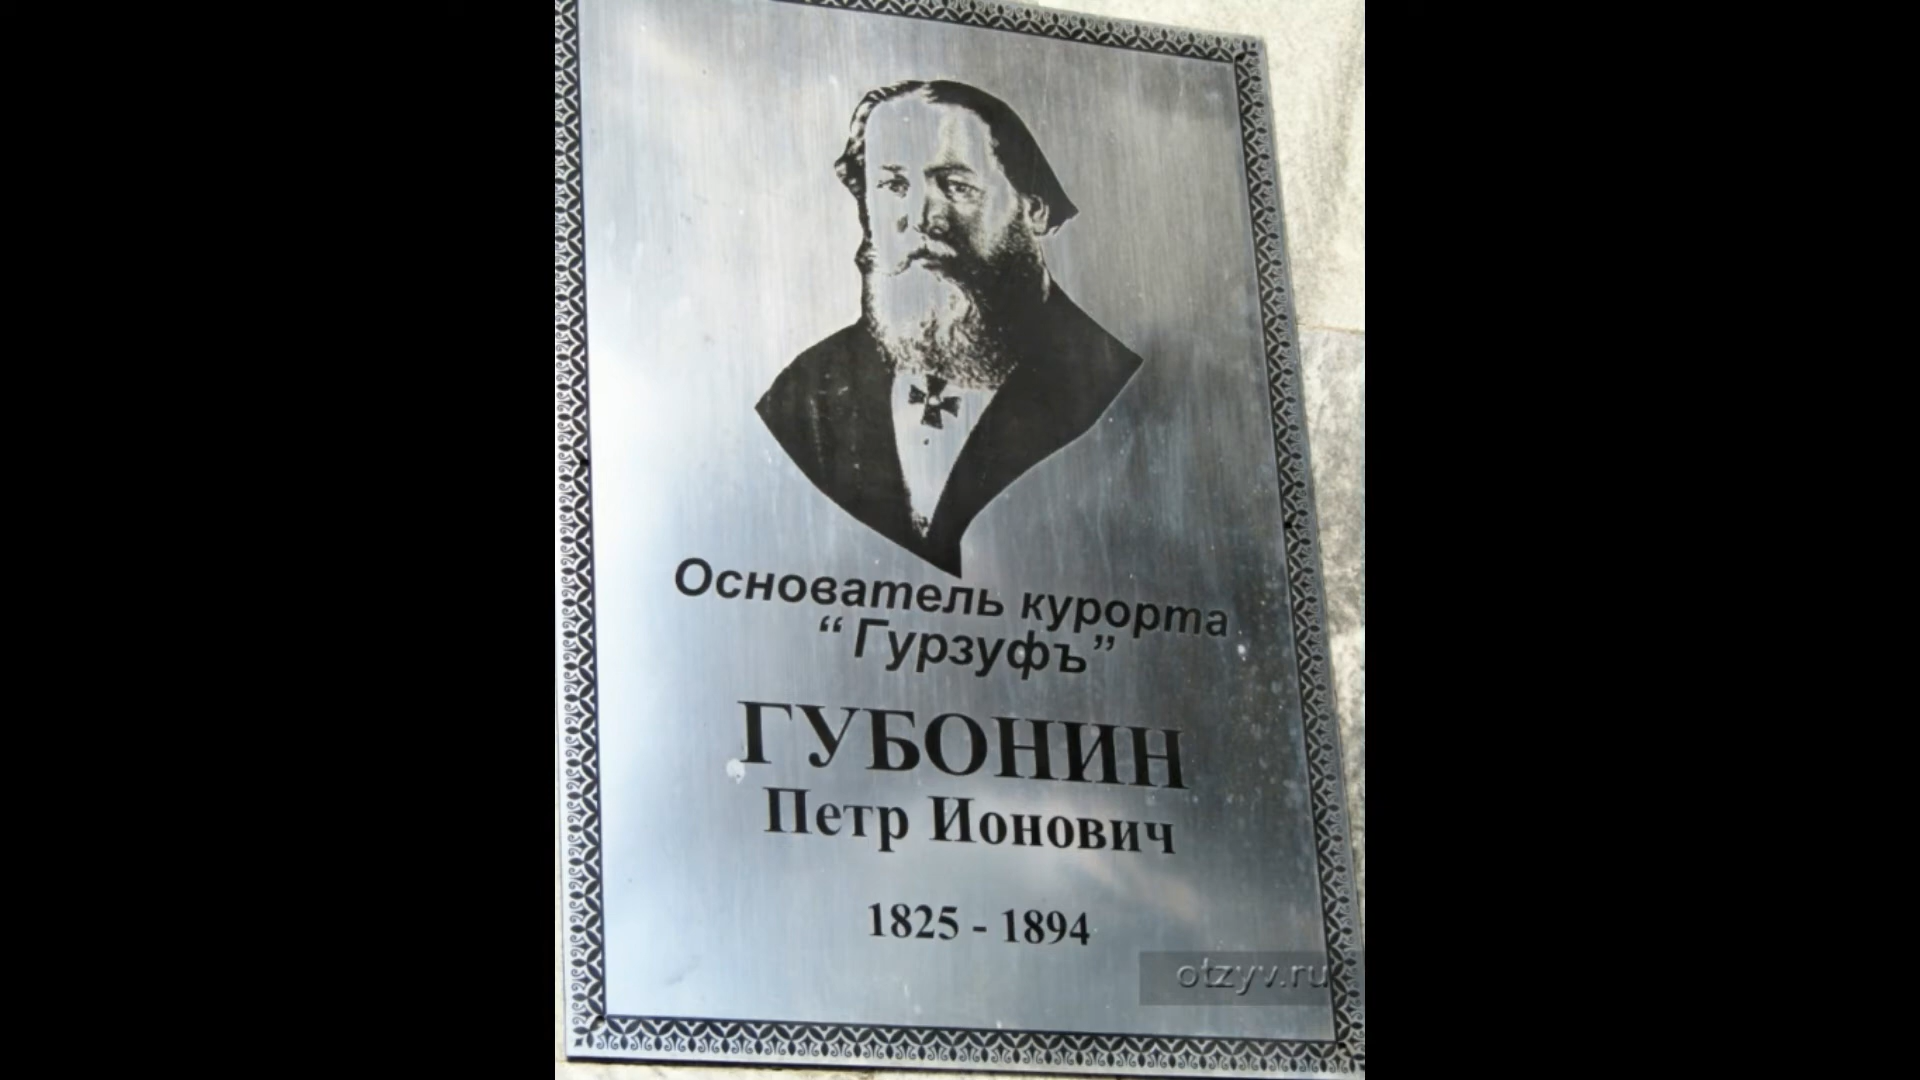 Основатель курорта
“Гурзуфъ”
ГУБОНИН
Петр Ионович
1825 - 1894
otzyv.ru